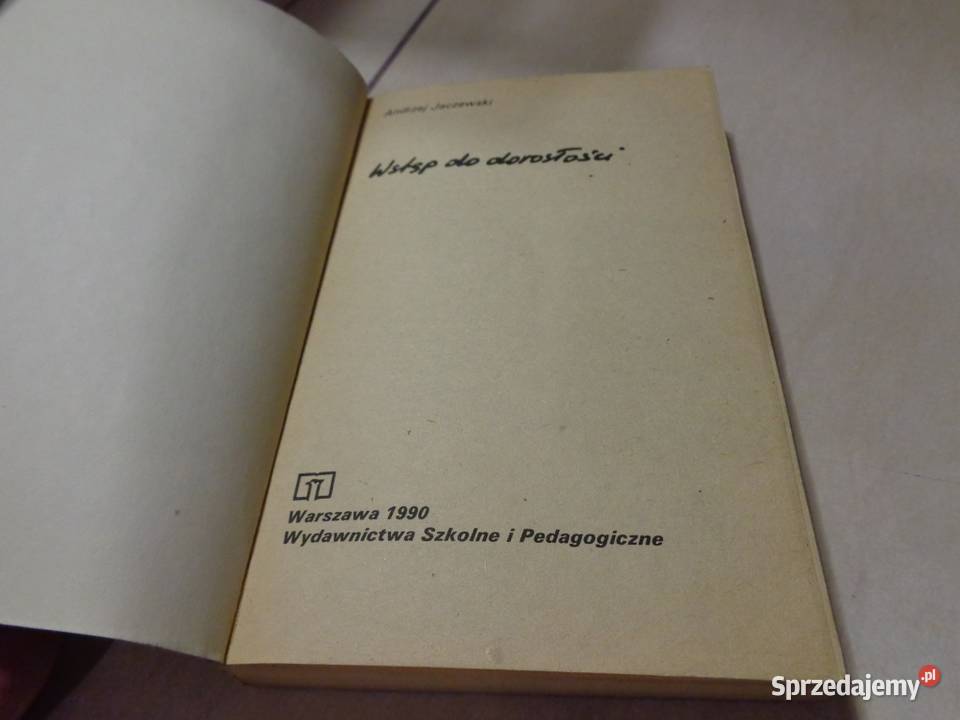 Andrzej Jaczewski
Wstęp do dorosłości
Warszawa 1990
Wydawnictwa Szkolne i Pedagogiczne
Sprzedajemy.pl